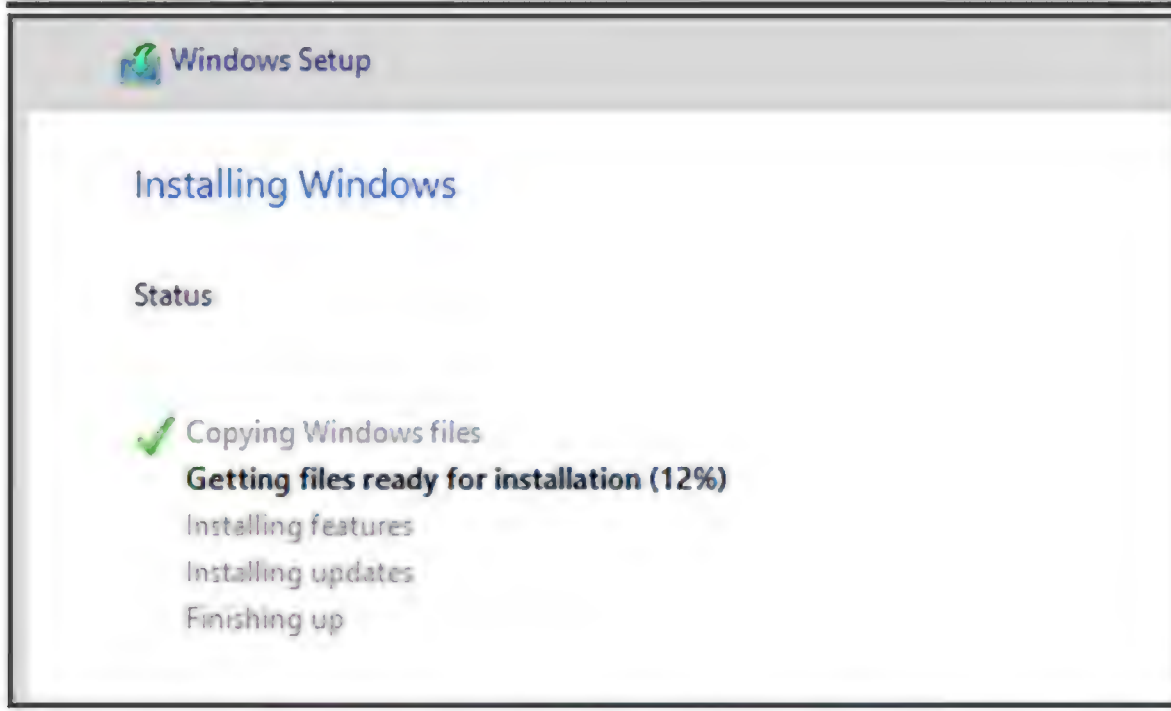 Windows Setup
Installing Windows
Status
Copying Windows files
Getting files ready for installation (12%)
Installing features
Installing updates
Finishing up